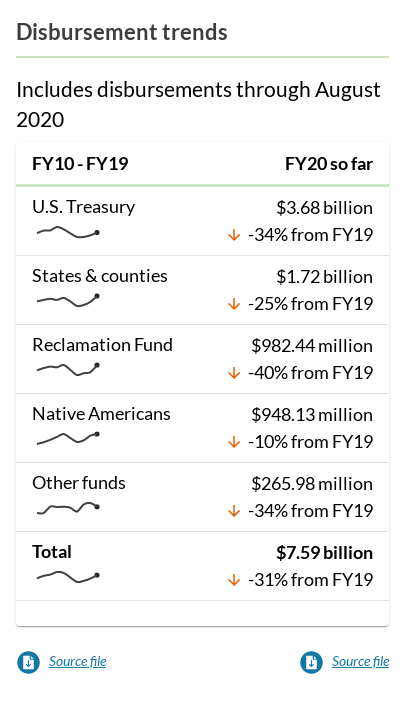 Disbursement trends
Includes disbursements through August
2020
FY10 - FY19 FY20 so far
U.S. Treasury $3.68 billion
-34% from FY19
States & counties $1.72 billion
-25% from FY19
Reclamation Fund $982.44 million
-40% from FY19
Native Americans $948.13 million
-10% from FY19
Other funds $265.98 million
-34% from FY19
Total $7.59 billion
-31% from FY19
Source file Source file